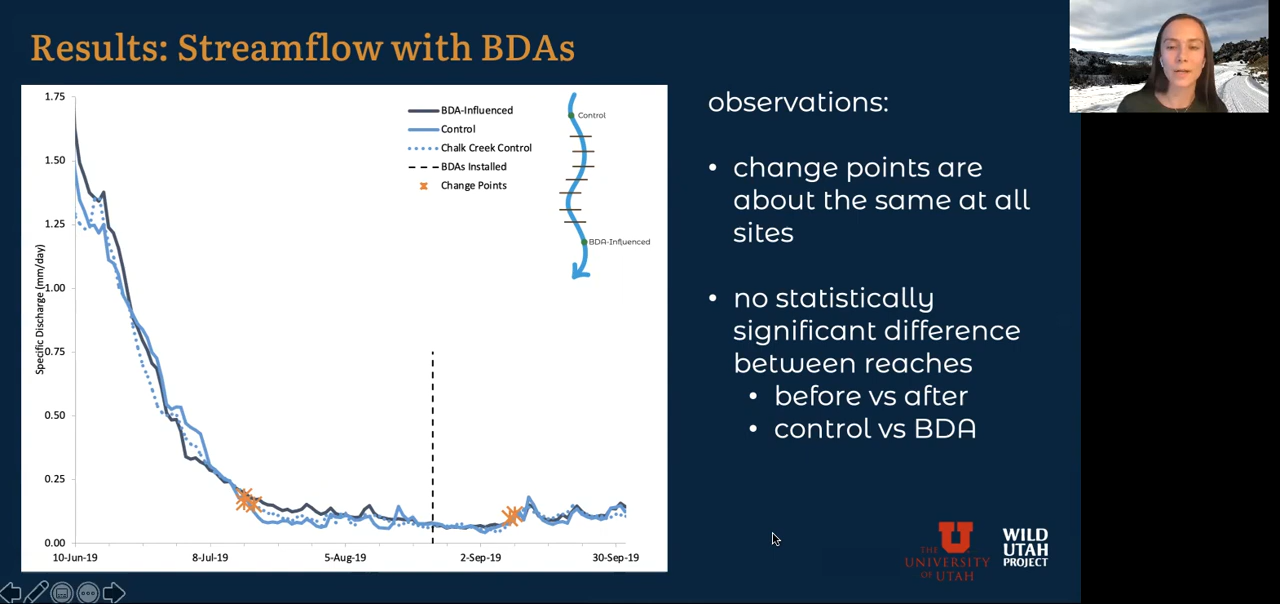 Results: Streamflow with BDAs
1.75
1.50
1.25
1.00
0.75
0.50
0.25
0.00
Specific Discharge (mm/day)
10-Jun-19
8-Jul-19
5-Aug-19
2-Sep-19
30-Sep-19
BDA-Influenced
Control
Chalk Creek Control
BDAs Installed
Change Points
Control
BDA-Influenced
observations:
• change points are
about the same at all
sites
• no statistically
significant difference
between reaches
• before vs after
• control vs BDA
U
THE
UNIVERSITY
OF UTAH
WILD
UTAH
PROJECT